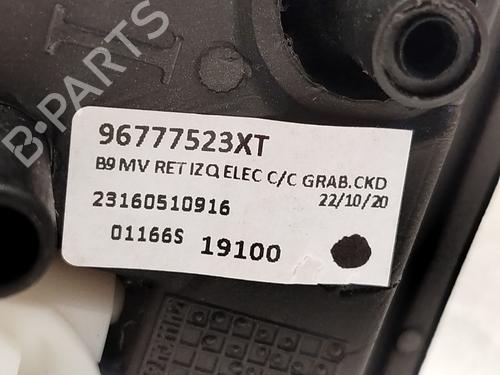 B-PARTS
96777523XT
B9 MV RET IZQ ELEC C/C GRAB.CKD
22/10/20
23160510916
01166S 19100